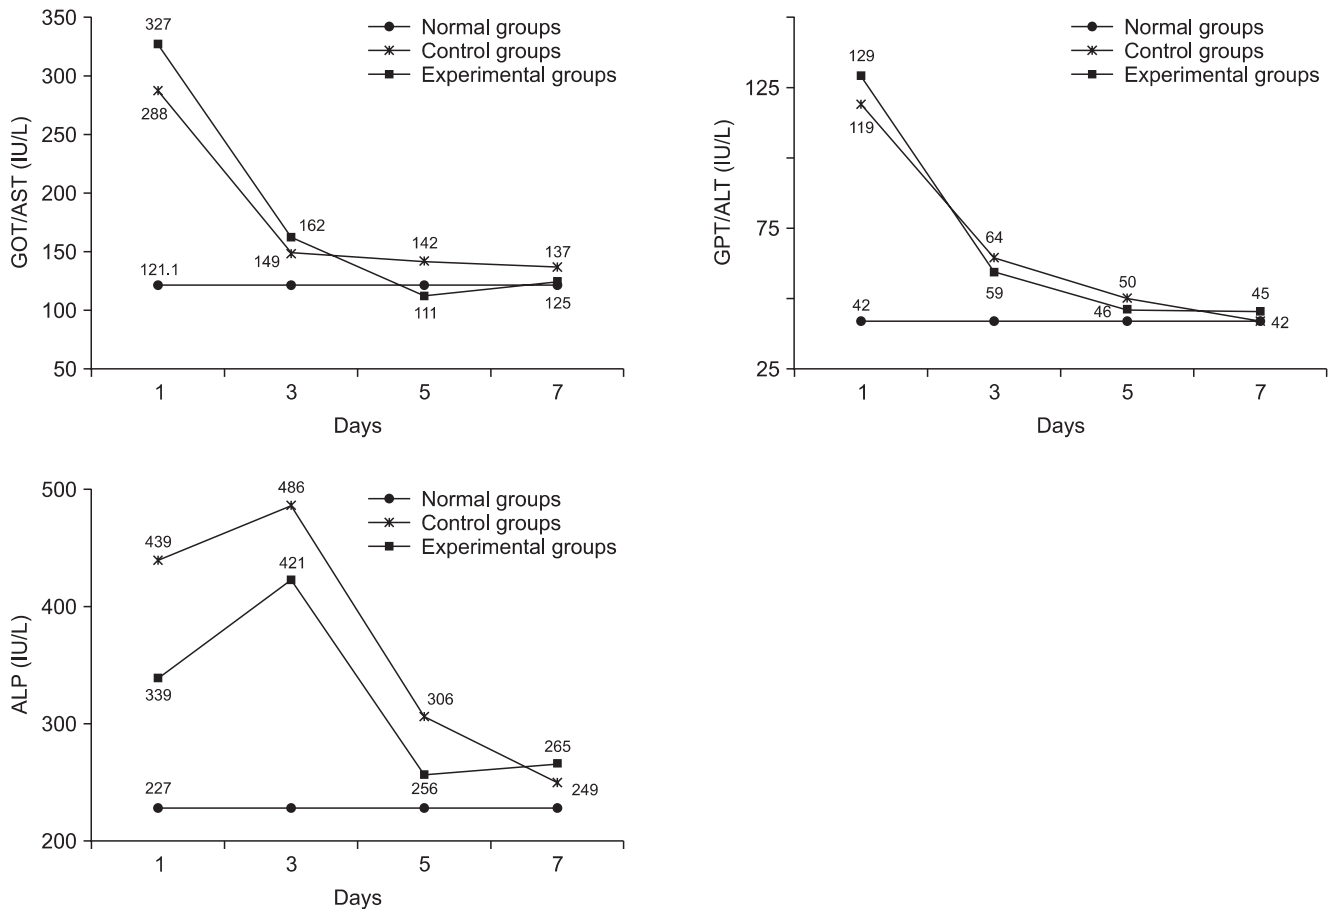 350
300
250
200
150
100
50
GOT/AST (IU/L)
327
288
121.1
162
149
142
111
137
125
Normal groups
Control groups
Experimental groups
1 3 5 7
Days
125
75
25
GPT/ALT (IU/L)
129
119
42
64
59
50
46
45
42
Normal groups
Control groups
Experimental groups
1 3 5 7
Days
500
400
300
200
ALP (IU/L)
439
339
227
486
421
306
256
265
249
Normal groups
Control groups
Experimental groups
1 3 5 7
Days